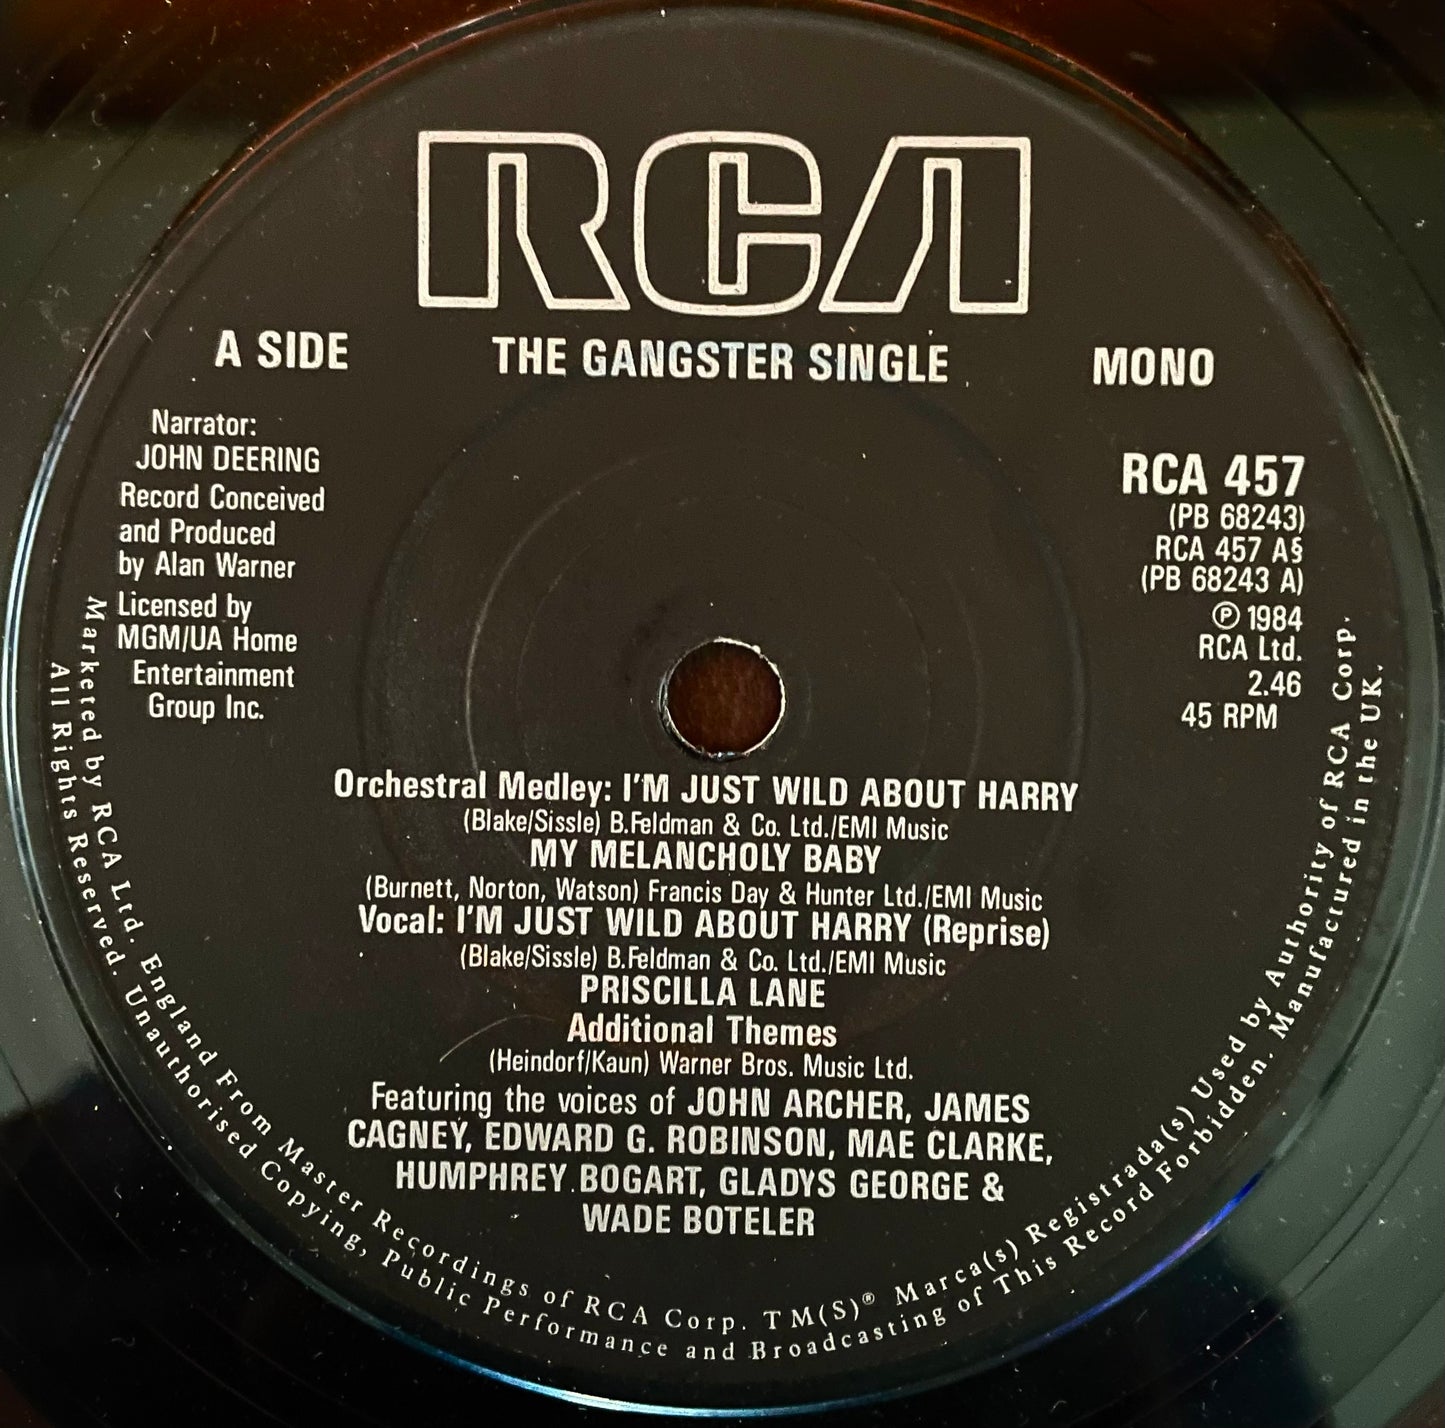 RCA
A SIDE
THE GANGSTER SINGLE
MONO
Narrator:
JOHN DEERING
Record Conceived
and Produced
by Alan Warner
Licensed by
MGM/UA Home
Entertainment
Group Inc.
RCA 457
(PB 68243)
RCA 457 A§
(PB 68243 A)
Ⓟ 1984
RCA Ltd.
2.46
45 RPM
Orchestral Medley: I'M JUST WILD ABOUT HARRY
(Blake/Sissle) B.Feldman & Co. Ltd./EMI Music
MY MELANCHOLY BABY
(Burnett, Norton, Watson) Francis Day & Hunter Ltd./EMI Music
Vocal: I'M JUST WILD ABOUT HARRY (Reprise)
(Blake/Sissle) B.Feldman & Co. Ltd./EMI Music
PRISCILLA LANE
Additional Themes
(Heindorf/Kaun) Warner Bros. Music Ltd.
Featuring the voices of JOHN ARCHER, JAMES
CAGNEY, EDWARD G. ROBINSON, MAE CLARKE,
HUMPHREY BOGART, GLADYS GEORGE &
WADE BOTELER
Marketed by RCA Ltd. England From Master Recordings of RCA Corp. TM(S)® Marca(s) Registrada(s) Used by Authority of RCA Corp.
All Rights Reserved. Unauthorised Copying, Public Performance and Broadcasting of This Record Forbidden. Manufactured in the UK.